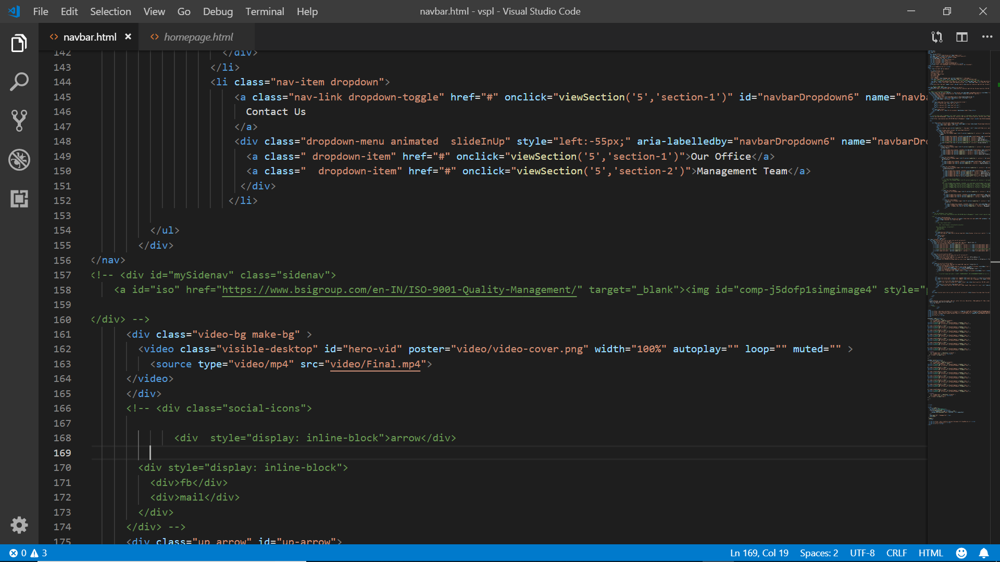 File Edit Selection View Go Debug Terminal Help navbar.html - vspl - Visual Studio Code
navbar.html homepage.html
142 </div>
143 </li>
144 <li class="nav-item dropdown">
145 <a class="nav-link dropdown-toggle" href="#" onclick="viewSection('5','section-1')" id="navbarDropdown6" name="navba
146 Contact Us
147 </a>
148 <div class="dropdown-menu animated  slideInUp" style="left:-55px;" aria-labelledby="navbarDropdown6" name="navbarDro
149 <a class=" dropdown-item" href="#" onclick="viewSection('5','section-1')">Our Office</a>
150 <a class="  dropdown-item" href="#" onclick="viewSection('5','section-2')">Management Team</a>
151 </div>
152 </li>
153
154 </ul>
155 </div>
156 </nav>
157 <!-- <div id="mySidenav" class="sidenav">
158 <a id="iso" href="https://www.bsigroup.com/en-IN/ISO-9001-Quality-Management/" target="_blank"><img id="comp-j5dofp1simgimage4" style="p
159
160 </div> -->
161 <div class="video-bg make-bg" >
162 <video class="visible-desktop" id="hero-vid" poster="video/video-cover.png" width="100%" autoplay="" loop="" muted="" >
163 <source type="video/mp4" src="video/Final.mp4">
164 </video>
165 </div>
166 <!-- <div class="social-icons">
167
168 <div  style="display: inline-block">arrow</div>
169
170 <div style="display: inline-block">
171 <div>fb</div>
172 <div>mail</div>
173 </div>
174 </div> -->
175 <div class="up_arrow" id="up-arrow">
0 3 Ln 169, Col 19 Spaces: 2 UTF-8 CRLF HTML